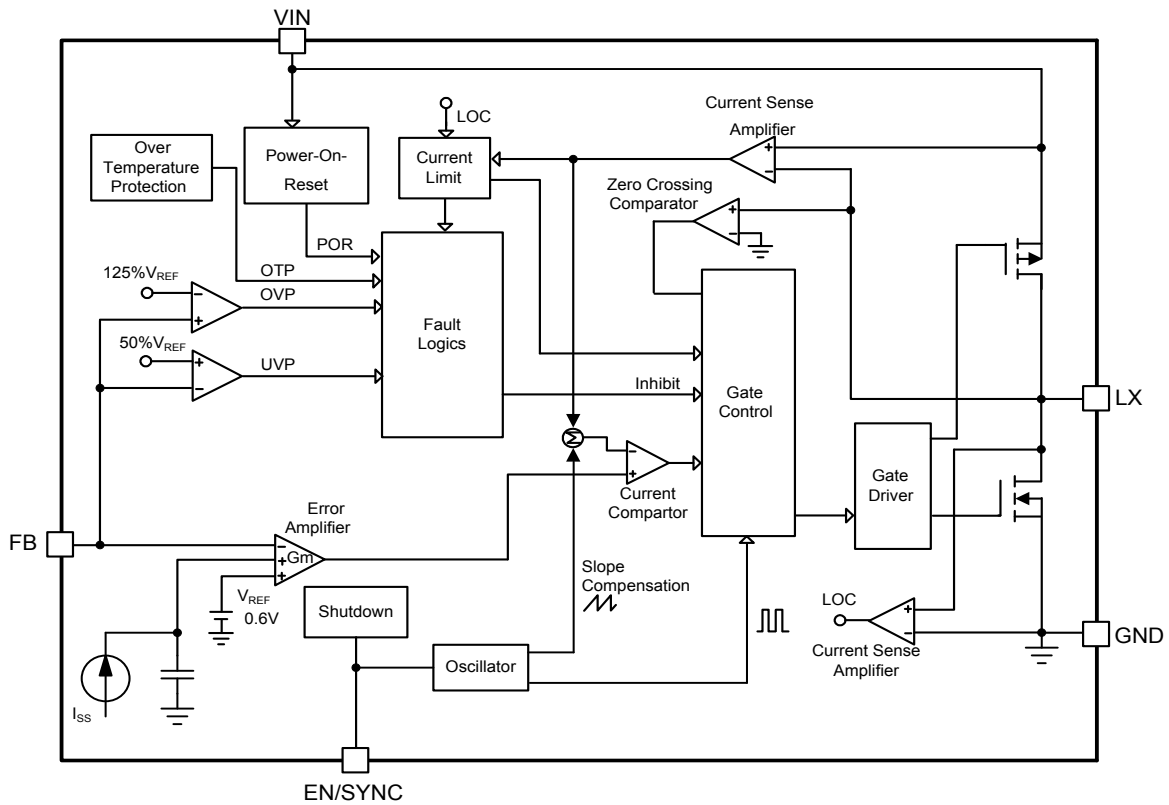 VIN
LOC
Current Sense
Amplifier
Over
Temperature
Protection
Power-On-
Reset
Current
Limit
Zero Crossing
Comparator
POR
OTP
125%VREF
OVP
50%VREF
UVP
Fault
Logics
Inhibit
Gate
Control
LX
Gate
Driver
Current
Compartor
Error
Amplifier
FB
Gm
VREF
0.6V
Shutdown
Slope
Compensation
LOC
GND
Current Sense
Amplifier
Oscillator
ISS
EN/SYNC
+
-
+
-
-
+
+
-
-
+
-
+
+
+
-